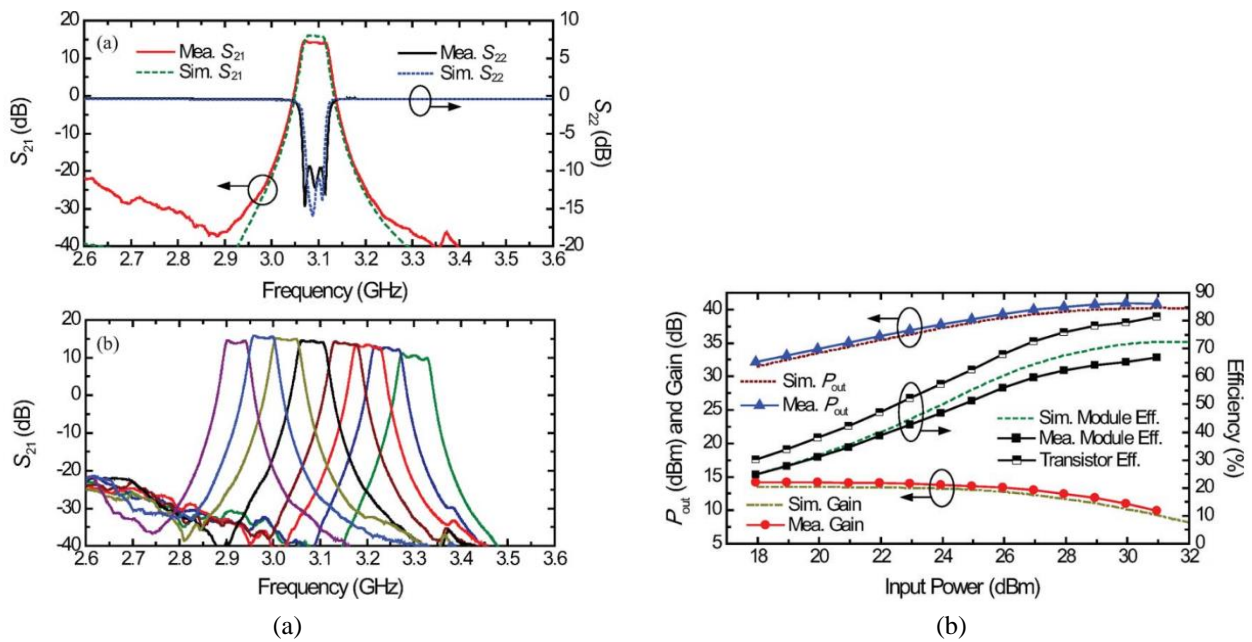 (a)
Mea. S21
Sim. S21
Mea. S22
Sim. S22
20
10
0
-10
-20
-30
-40
S21 (dB)
10
5
0
-5
-10
-15
-20
S22 (dB)
2.6 2.7 2.8 2.9 3.0 3.1 3.2 3.3 3.4 3.5 3.6
Frequency (GHz)
(b)
20
10
0
-10
-20
-30
-40
S21 (dB)
2.6 2.7 2.8 2.9 3.0 3.1 3.2 3.3 3.4 3.5 3.6
Frequency (GHz)
(a)
40
35
30
25
20
15
10
5
Pout (dBm) and Gain (dB)
Sim. Pout
Mea. Pout
Sim. Module Eff.
Mea. Module Eff.
Transistor Eff.
Sim. Gain
Mea. Gain
90
80
70
60
50
40
30
20
10
0
Efficiency (%)
18 20 22 24 26 28 30 32
Input Power (dBm)
(b)